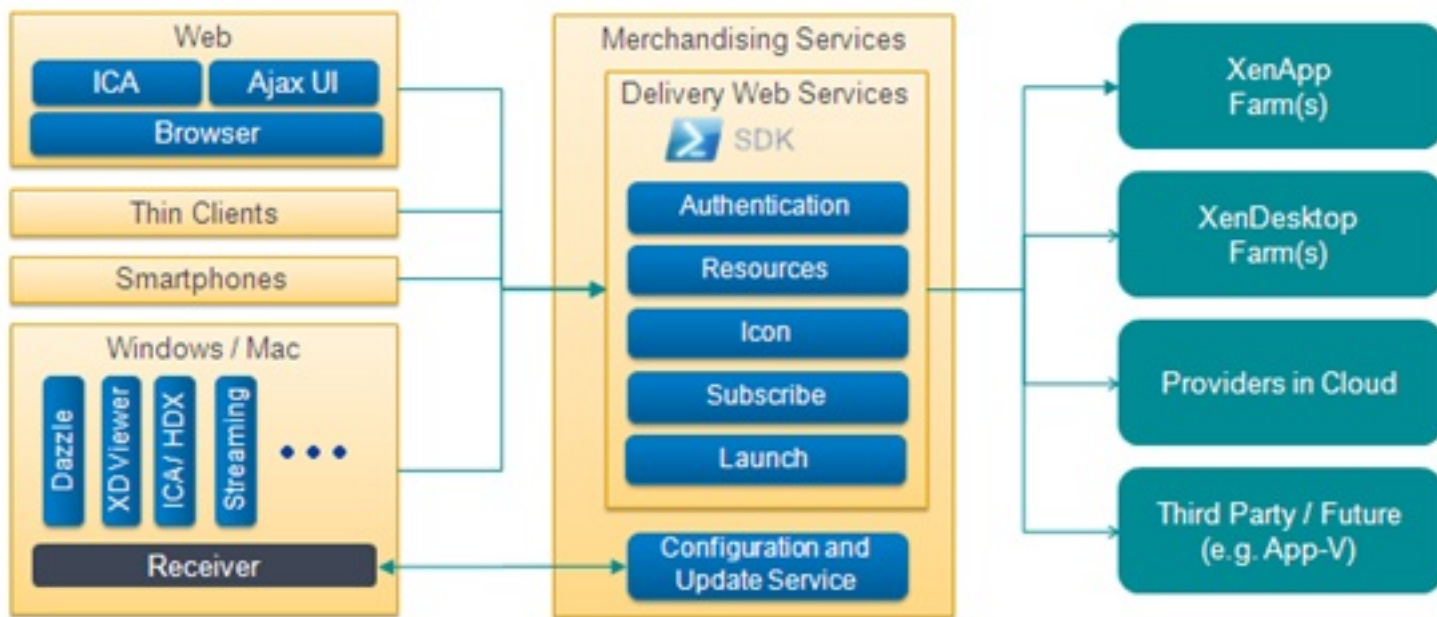 Web
ICA
Ajax UI
Browser
Thin Clients
Smartphones
Windows / Mac
Dazzle
XD Viewer
ICA / HDX
Streaming
Receiver
Merchandising Services
Delivery Web Services
SDK
Authentication
Resources
Icon
Subscribe
Launch
Configuration and
Update Service
XenApp
Farm(s)
XenDesktop
Farm(s)
Providers in Cloud
Third Party / Future
(e.g. App-V)